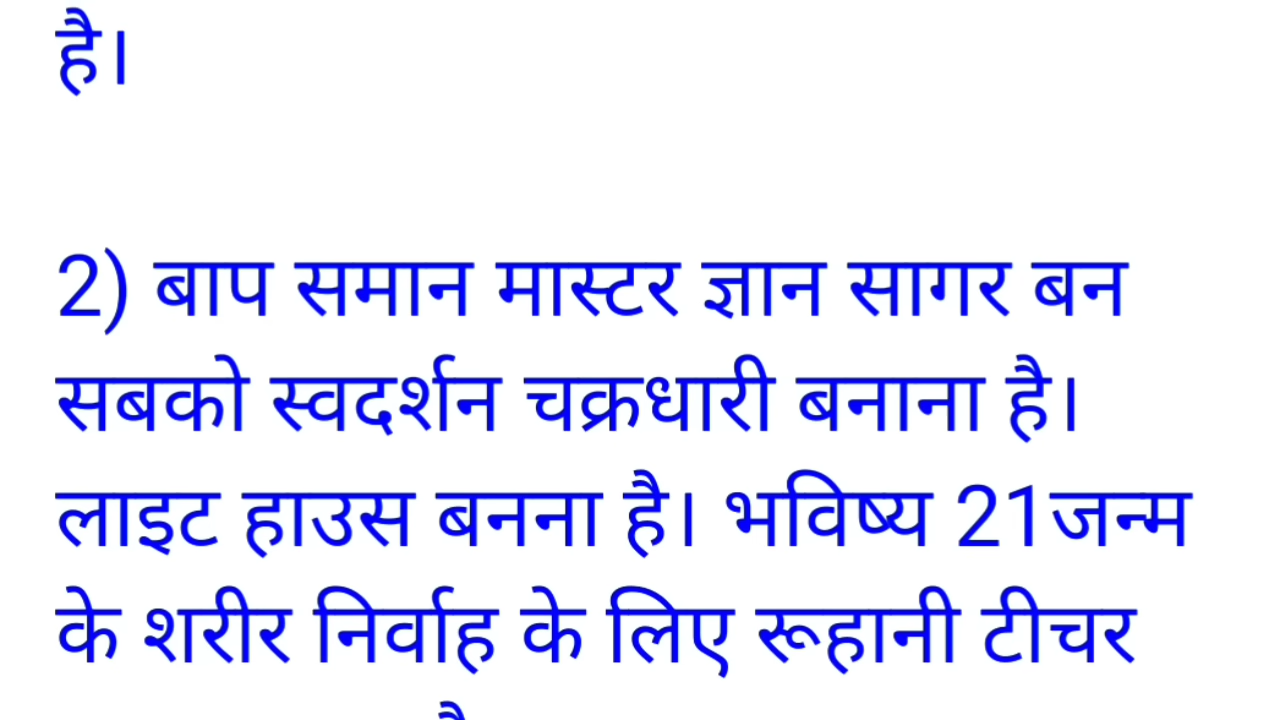 है।
2) बाप समान मास्टर ज्ञान सागर बन
सबको स्वदर्शन चक्रधारी बनाना है।
लाइट हाउस बनना है। भविष्य 21जन्म
के शरीर निर्वाह के लिए रूहानी टीचर